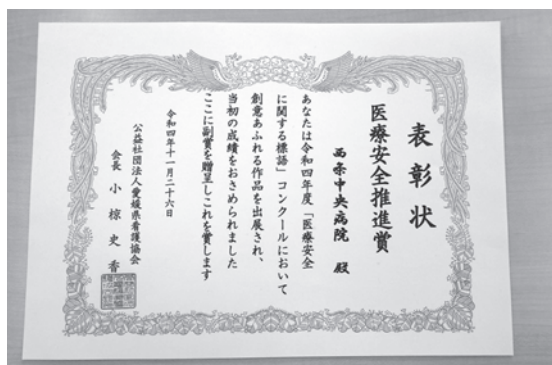 表彰状
医療安全推進賞
西条中央病院 殿
あなたは令和四年度「医療安全
に関する標語」コンクールにおいて
創意あふれる作品を出展され、
当初の成績をおさめられました
ここに副賞を贈呈しこれを賞します
令和四年十一月二十六日
公益社団法人愛媛県看護協会
会長 小椋史香